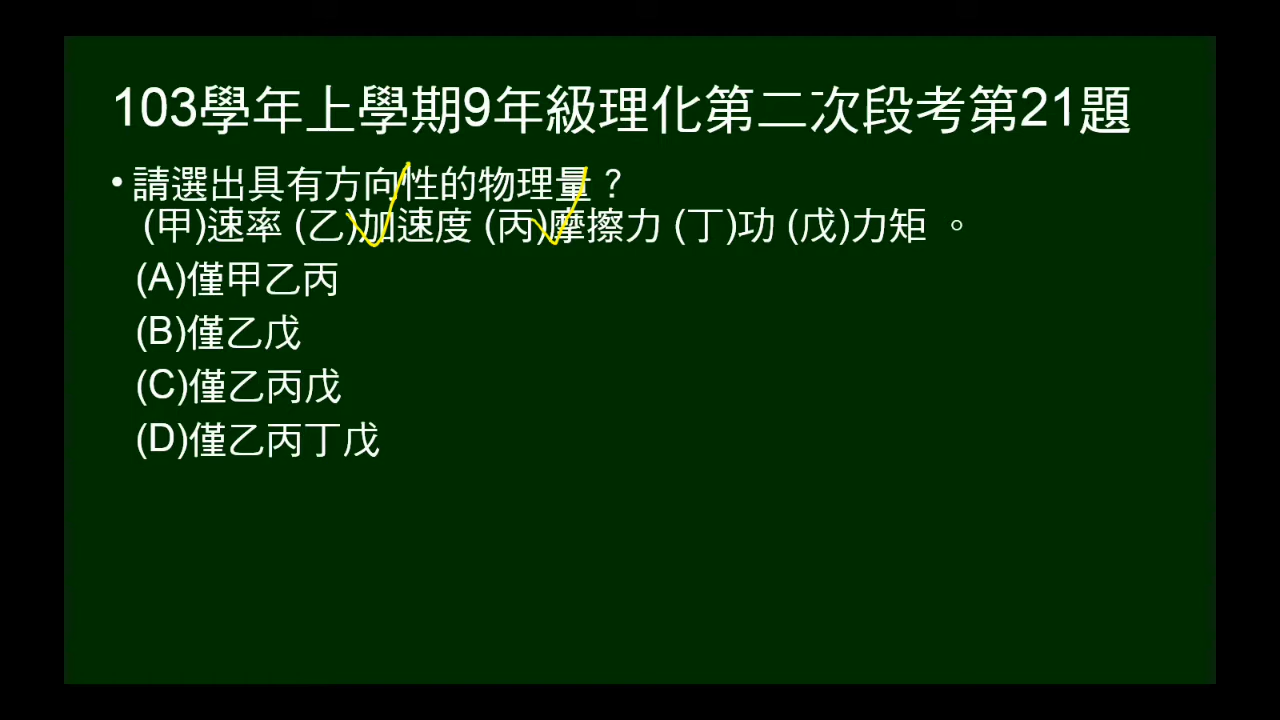 103學年上學期9年級理化第二次段考第21題
•請選出具有方向性的物理量？
(甲)速率 (乙)加速度 (丙)摩擦力 (丁)功 (戊)力矩 。
(A)僅甲乙丙
(B)僅乙戊
(C)僅乙丙戊
(D)僅乙丙丁戊